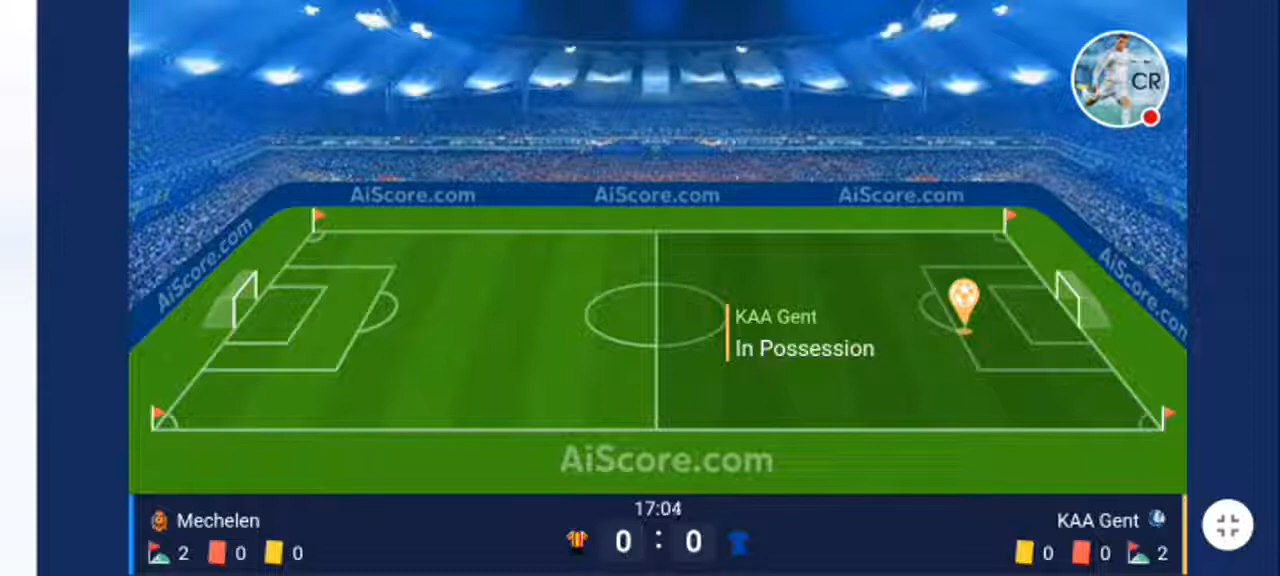 CR
AiScore.com AiScore.com AiScore.com
AiScore.com
AiScore.com
KAA Gent
In Possession
AiScore.com
17:04
Mechelen
0 : 0
KAA Gent
2 0 0
0 0 2